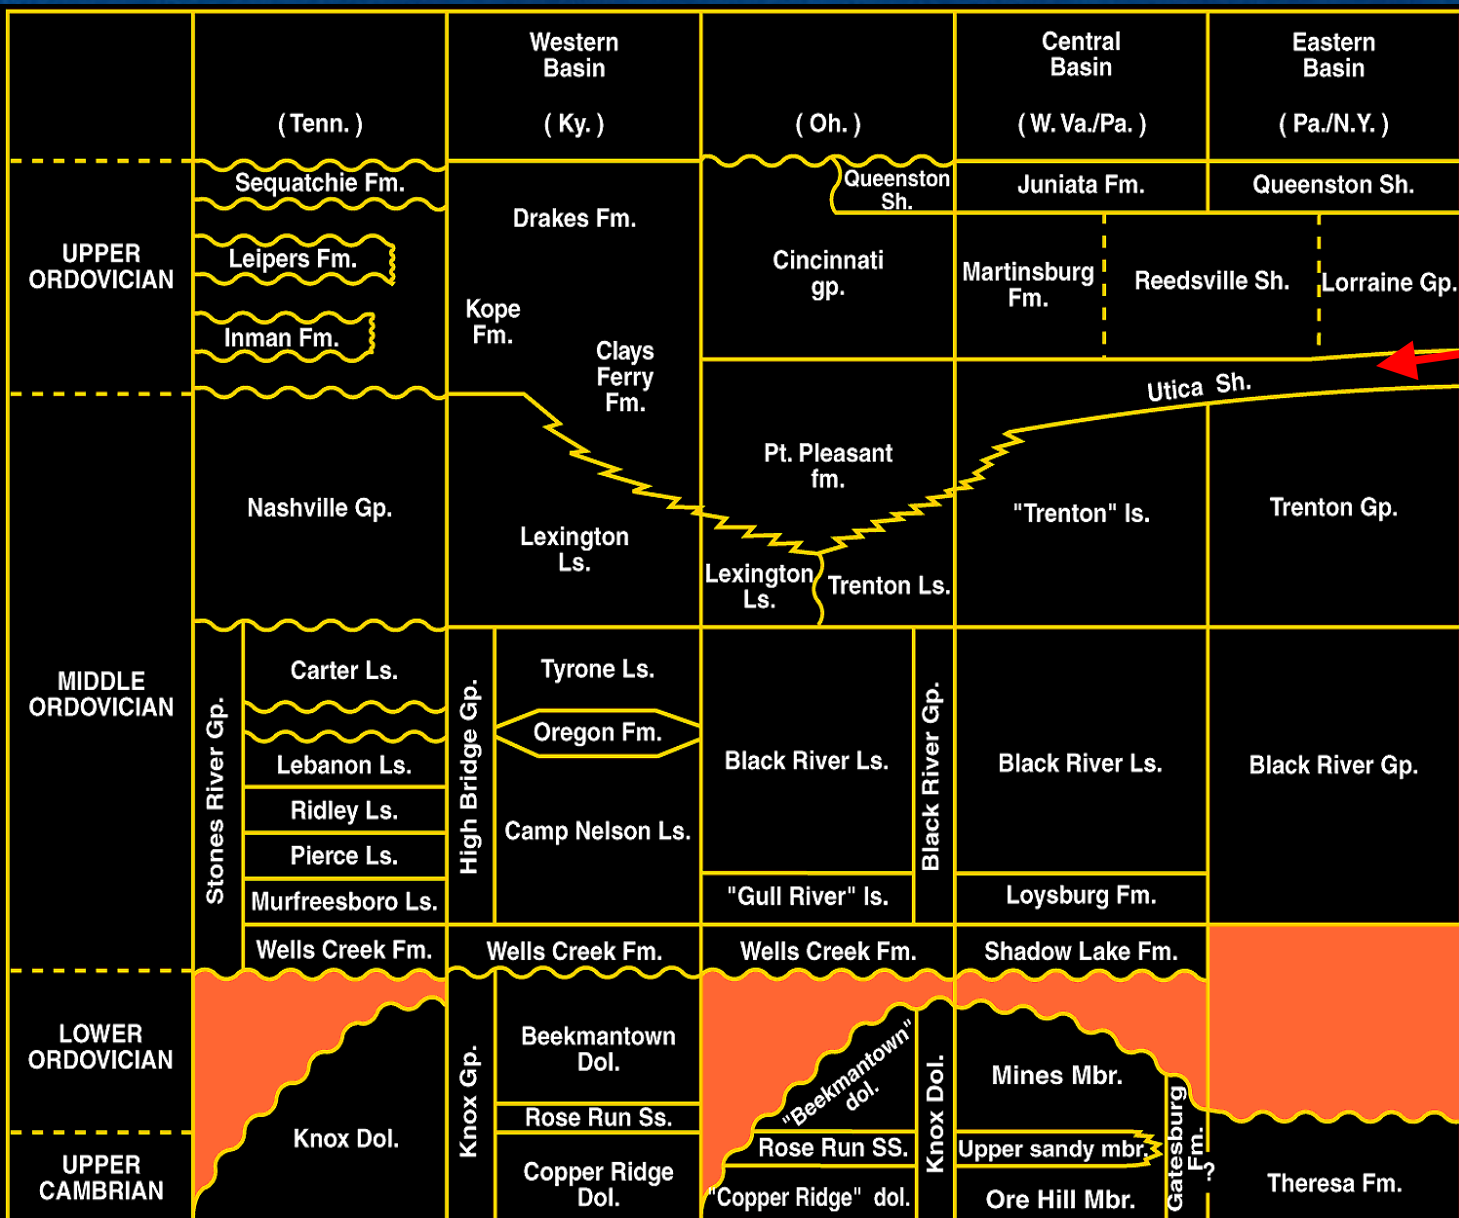 Western
Basin
Central
Basin
Eastern
Basin
( Tenn. )
( Ky. )
( Oh. )
( W. Va./Pa. )
( Pa./N.Y. )
UPPER
ORDOVICIAN
MIDDLE
ORDOVICIAN
LOWER
ORDOVICIAN
UPPER
CAMBRIAN
Sequatchie Fm.
Leipers Fm.
Inman Fm.
Nashville Gp.
Stones River Gp.
Carter Ls.
Lebanon Ls.
Ridley Ls.
Pierce Ls.
Murfreesboro Ls.
Wells Creek Fm.
Knox Dol.
Drakes Fm.
Kope
Fm.
Clays
Ferry
Fm.
Lexington
Ls.
High Bridge Gp.
Tyrone Ls.
Oregon Fm.
Camp Nelson Ls.
Wells Creek Fm.
Knox Gp.
Beekmantown
Dol.
Rose Run Ss.
Copper Ridge
Dol.
Queenston
Sh.
Cincinnati
gp.
Pt. Pleasant
fm.
Lexington
Ls.
Trenton Ls.
Black River Ls.
Black River Gp.
"Gull River" ls.
Wells Creek Fm.
"Beekmantown"
dol.
Knox Dol.
Rose Run SS.
"Copper Ridge" dol.
Juniata Fm.
Martinsburg
Fm.
Reedsville Sh.
Utica Sh.
"Trenton" ls.
Black River Ls.
Loysburg Fm.
Shadow Lake Fm.
Mines Mbr.
Upper sandy mbr.
Ore Hill Mbr.
Gatesburg
Fm.
?
Queenston Sh.
Lorraine Gp.
Trenton Gp.
Black River Gp.
Theresa Fm.